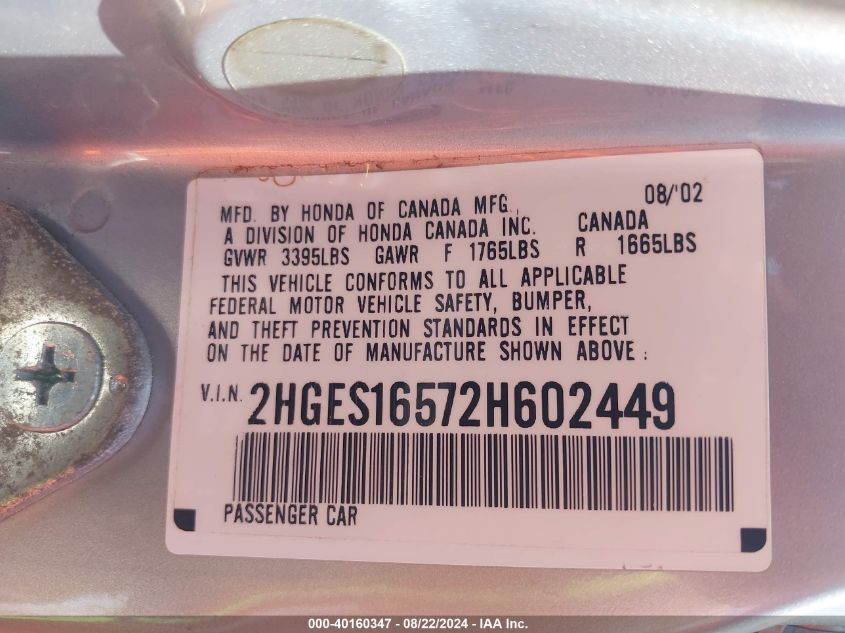 08/'02
MFD. BY HONDA OF CANADA MFG.,
A DIVISION OF HONDA CANADA INC. CANADA
GVWR 3395LBS GAWR F 1765LBS R 1665LBS
THIS VEHICLE CONFORMS TO ALL APPLICABLE
FEDERAL MOTOR VEHICLE SAFETY, BUMPER,
AND THEFT PREVENTION STANDARDS IN EFFECT
ON THE DATE OF MANUFACTURE SHOWN ABOVE :
V.I.N. 2HGES16572H602449
PASSENGER CAR
000-40160347 - 08/22/2024 - IAA Inc.